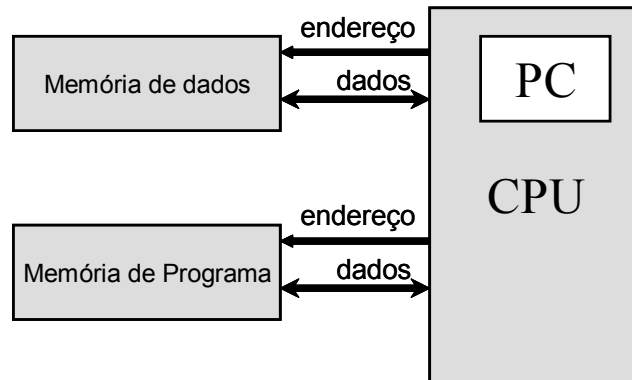 endereço
Memória de dados
dados
PC
CPU
endereço
Memória de Programa
dados